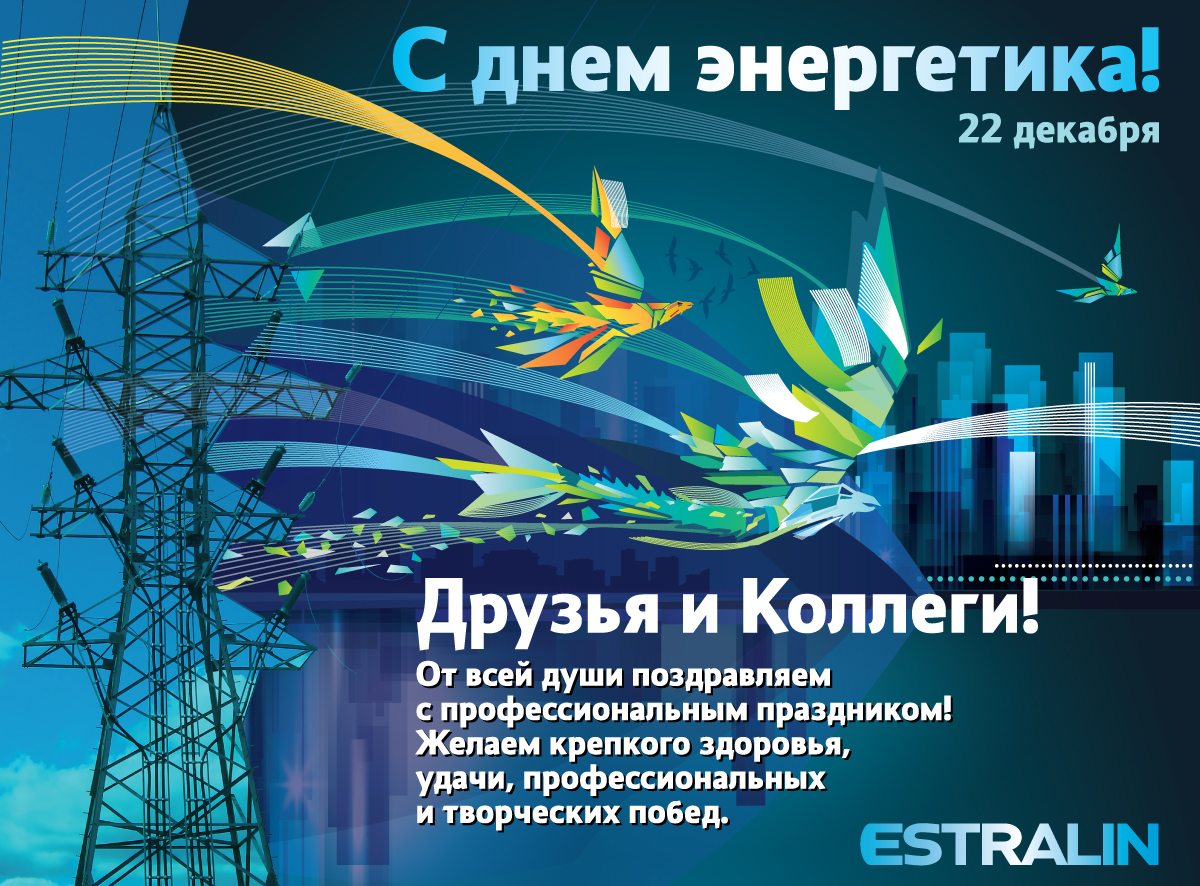 С днем энергетика!
22 декабря
Друзья и Коллеги!
От всей души поздравляем
с профессиональным праздником!
Желаем крепкого здоровья,
удачи, профессиональных
и творческих побед.
ESTRALIN